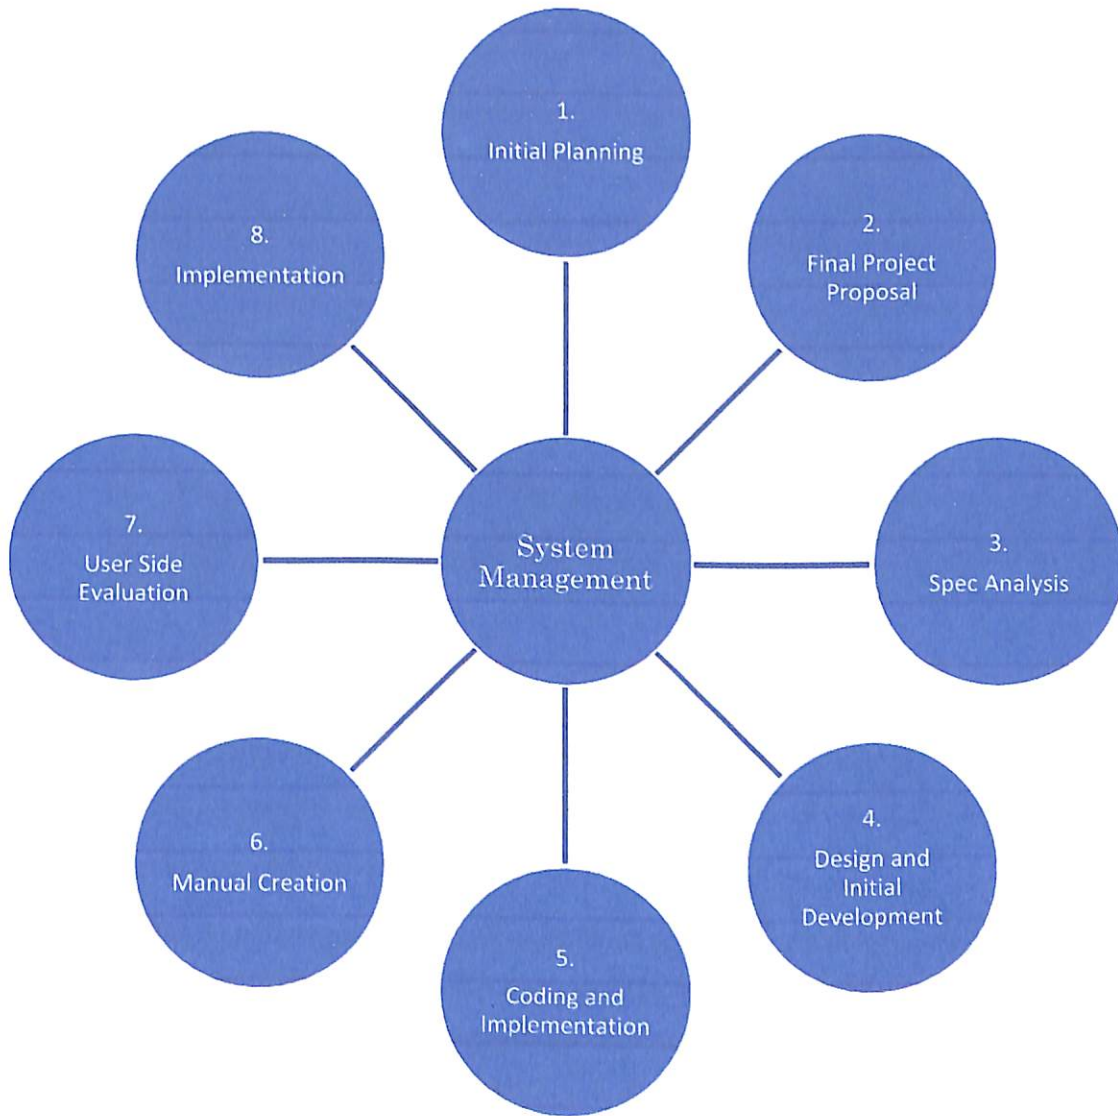 1.
Initial Planning
2.
Final Project
Proposal
3.
Spec Analysis
4.
Design and
Initial
Development
5.
Coding and
Implementation
6.
Manual Creation
7.
User Side
Evaluation
8.
Implementation
System
Management